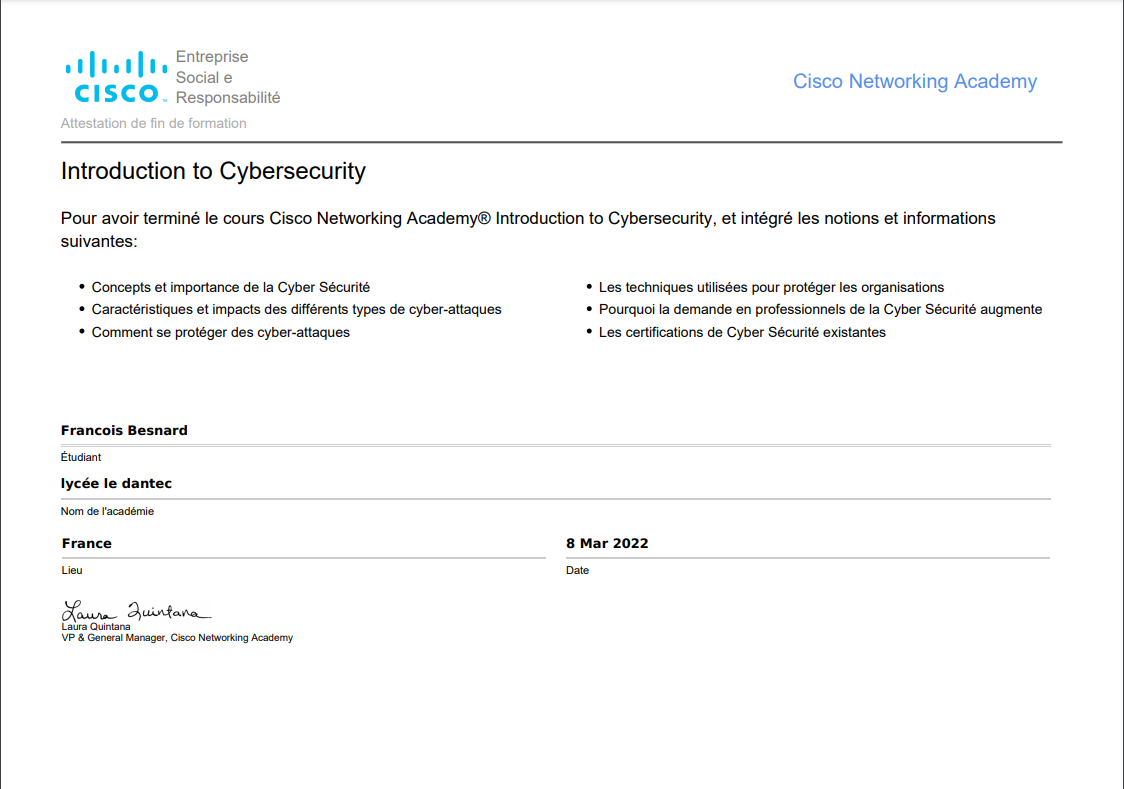 CISCO
Entreprise
Social e
Responsabilité
Cisco Networking Academy
Attestation de fin de formation
Introduction to Cybersecurity
Pour avoir terminé le cours Cisco Networking Academy® Introduction to Cybersecurity, et intégré les notions et informations
suivantes:
• Concepts et importance de la Cyber Sécurité
• Caractéristiques et impacts des différents types de cyber-attaques
• Comment se protéger des cyber-attaques
• Les techniques utilisées pour protéger les organisations
• Pourquoi la demande en professionnels de la Cyber Sécurité augmente
• Les certifications de Cyber Sécurité existantes
Francois Besnard
Étudiant
lycée le dantec
Nom de l'académie
France
Lieu
8 Mar 2022
Date
Laura Quintana
Laura Quintana
VP & General Manager, Cisco Networking Academy